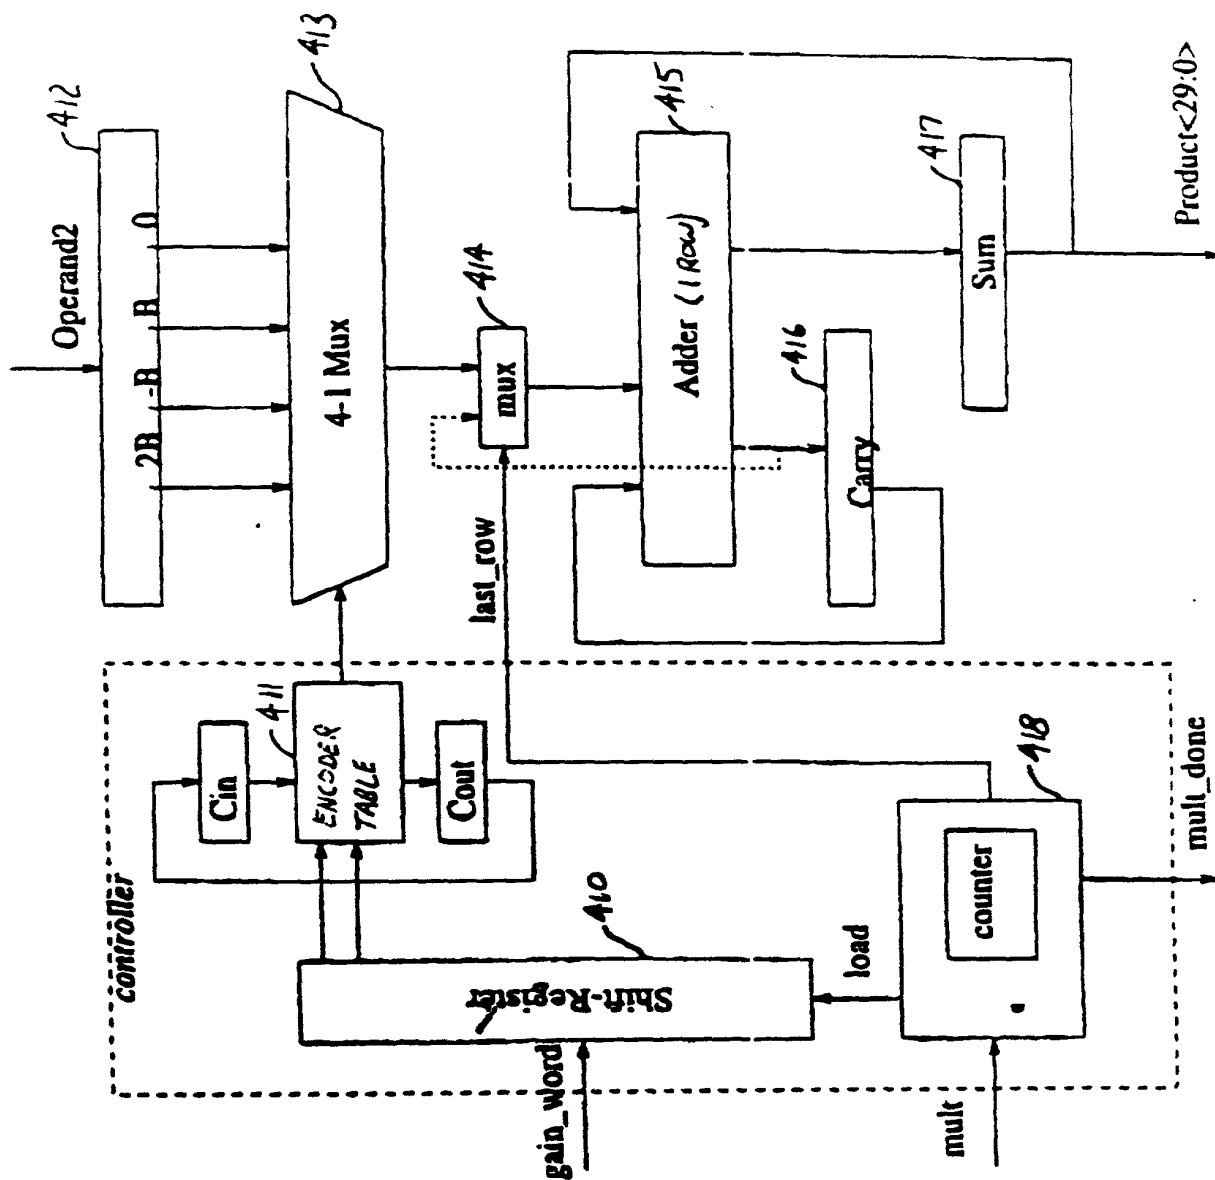 Operand2
412
2B
-B
B
0
413
4-1 Mux
controller
Cin
411
ENCODER
TABLE
Cout
414
mux
last_row
415
Adder (1 ROW)
416
Carry
417
Sum
Product<29:0>
410
Shift-Register
gain_word
load
418
counter
mult
mult_done